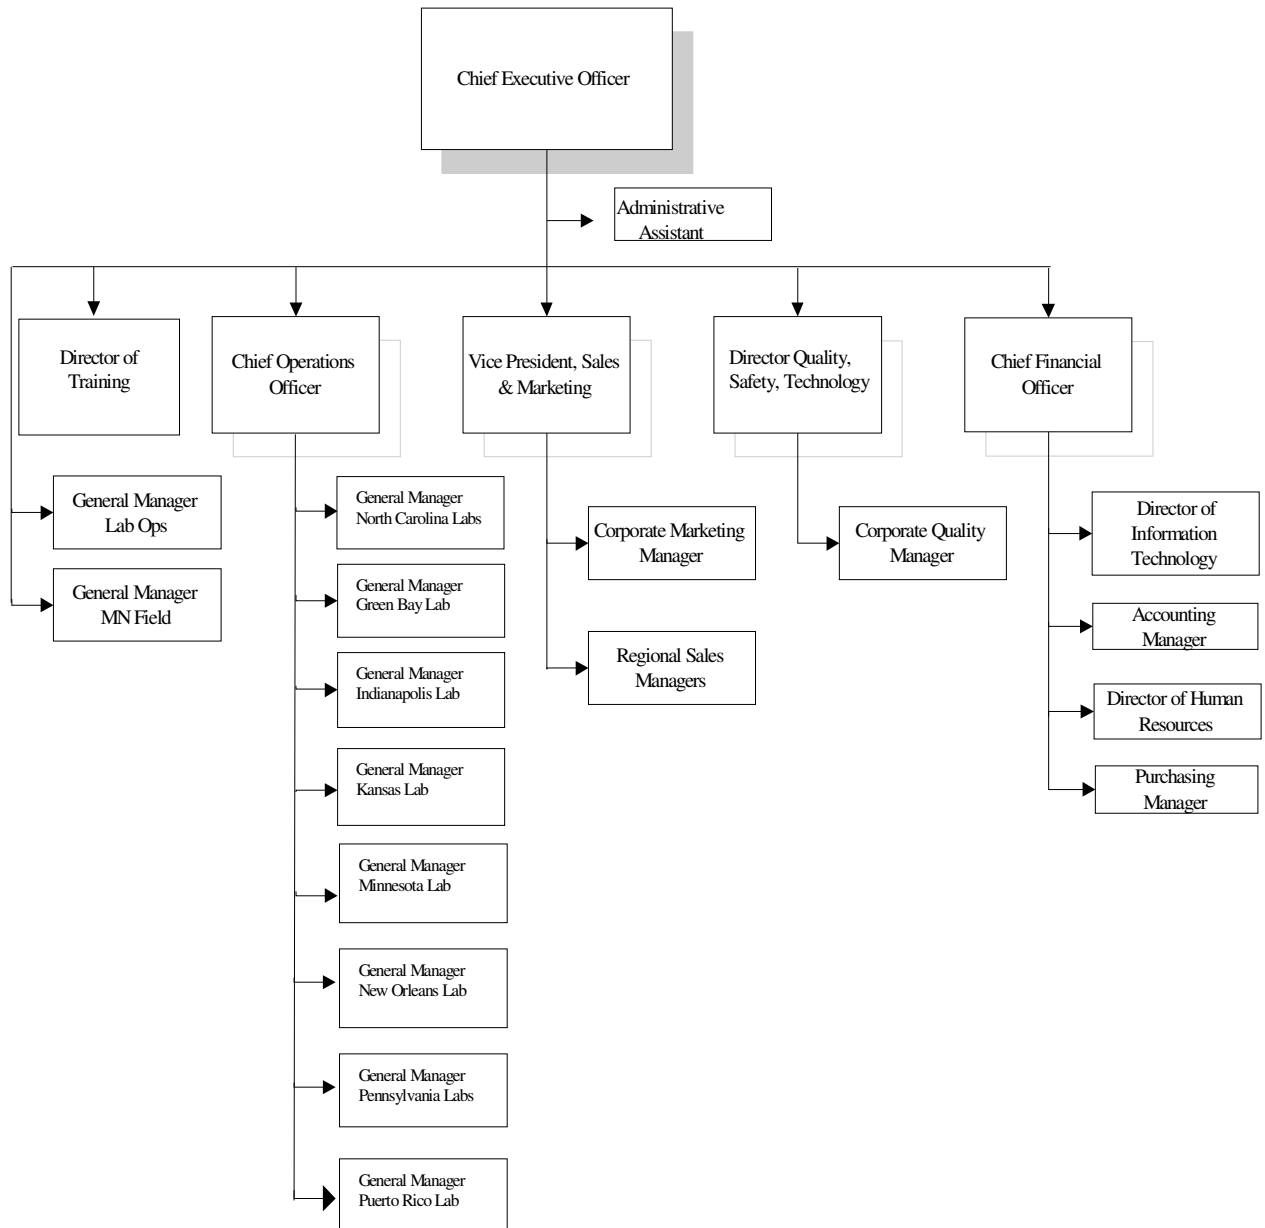 Chief Executive Officer
Administrative
Assistant
Director of
Training
Chief Operations
Officer
Vice President, Sales
& Marketing
Director Quality,
Safety, Technology
Chief Financial
Officer
General Manager
Lab Ops
General Manager
MN Field
General Manager
North Carolina Labs
General Manager
Green Bay Lab
General Manager
Indianapolis Lab
General Manager
Kansas Lab
General Manager
Minnesota Lab
General Manager
New Orleans Lab
General Manager
Pennsylvania Labs
General Manager
Puerto Rico Lab
Corporate Marketing
Manager
Regional Sales
Managers
Corporate Quality
Manager
Director of
Information
Technology
Accounting
Manager
Director of Human
Resources
Purchasing
Manager